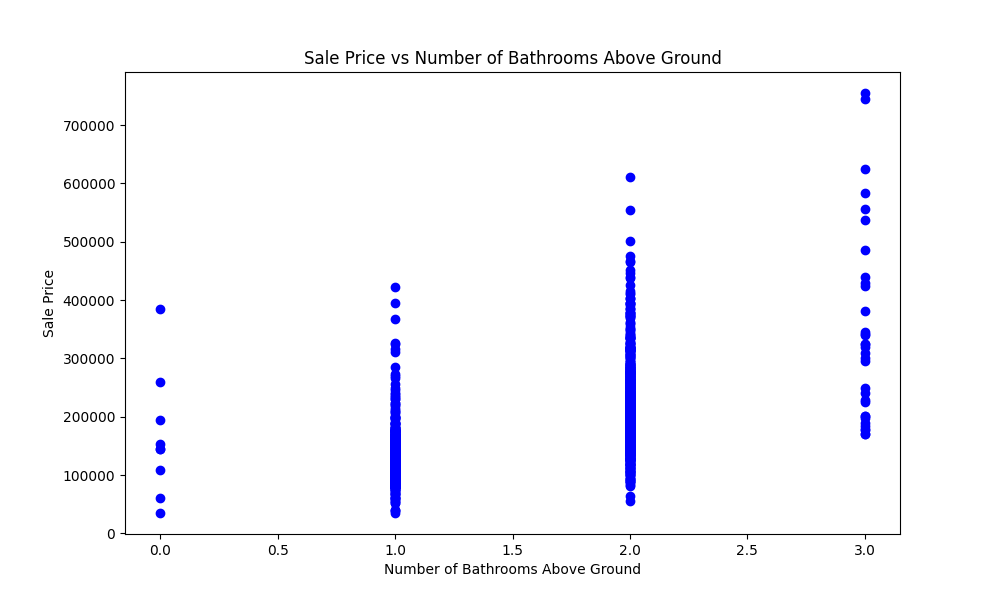 Sale Price vs Number of Bathrooms Above Ground
700000
600000
500000
400000
300000
200000
100000
0
Sale Price
0.0 0.5 1.0 1.5 2.0 2.5 3.0
Number of Bathrooms Above Ground